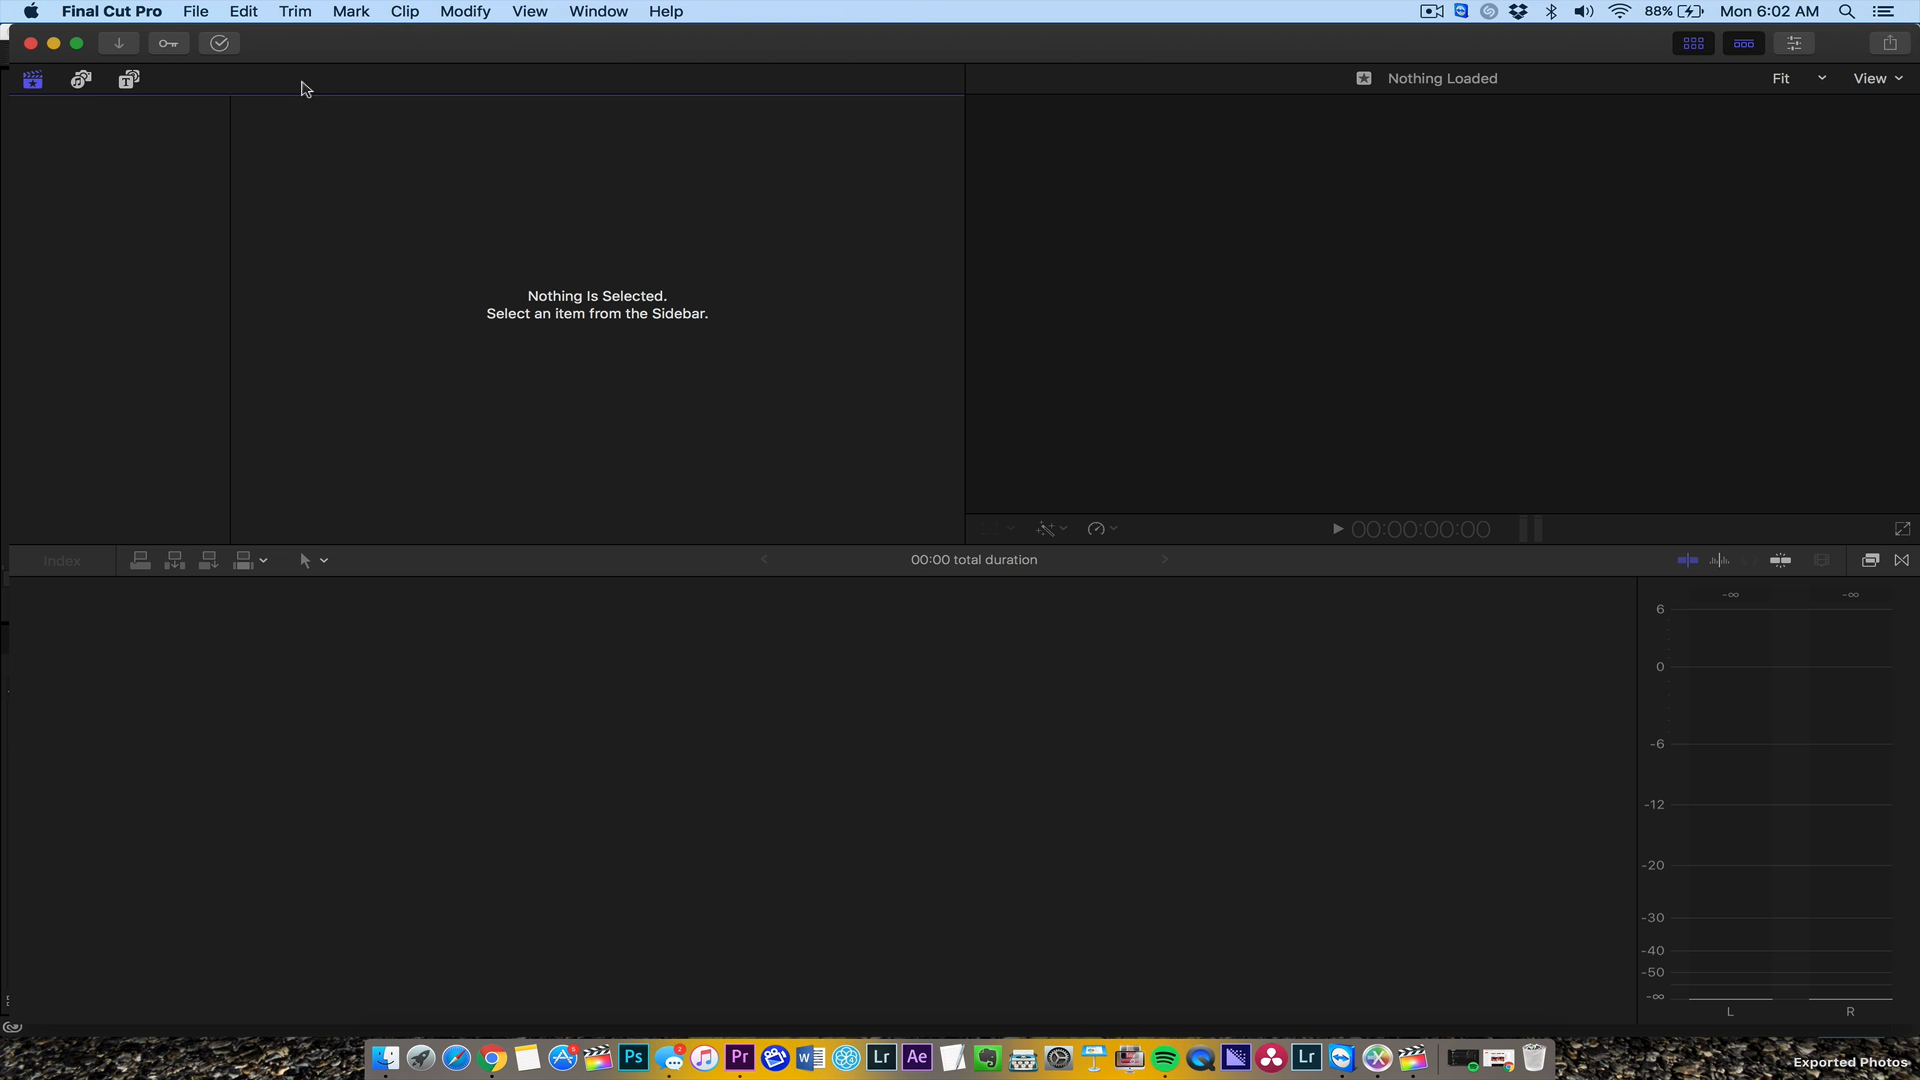 Final Cut Pro File Edit Trim Mark Clip Modify View Window Help 88% Mon 6:02 AM
Nothing Loaded Fit View
Nothing Is Selected.
Select an item from the Sidebar.
00:00:00:00
Index 00:00 total duration
-∞ -∞
6
0
-6
-12
-20
-30
-40
-50
-∞
L R
Ps Pr Lr Ae Lr
Exported Photos